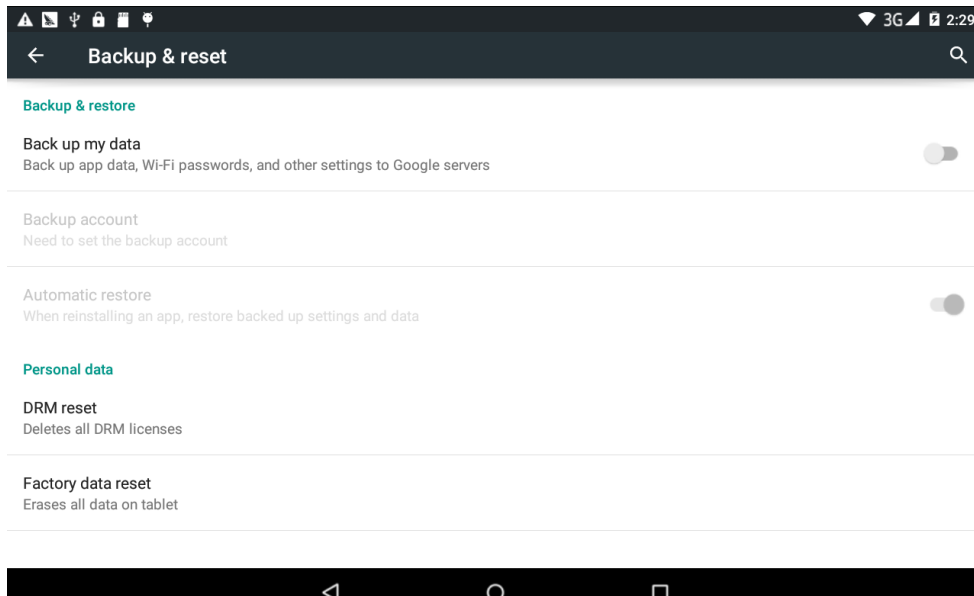 3G 2:29
Backup & reset
Backup & restore
Back up my data
Back up app data, Wi-Fi passwords, and other settings to Google servers
Backup account
Need to set the backup account
Automatic restore
When reinstalling an app, restore backed up settings and data
Personal data
DRM reset
Deletes all DRM licenses
Factory data reset
Erases all data on tablet